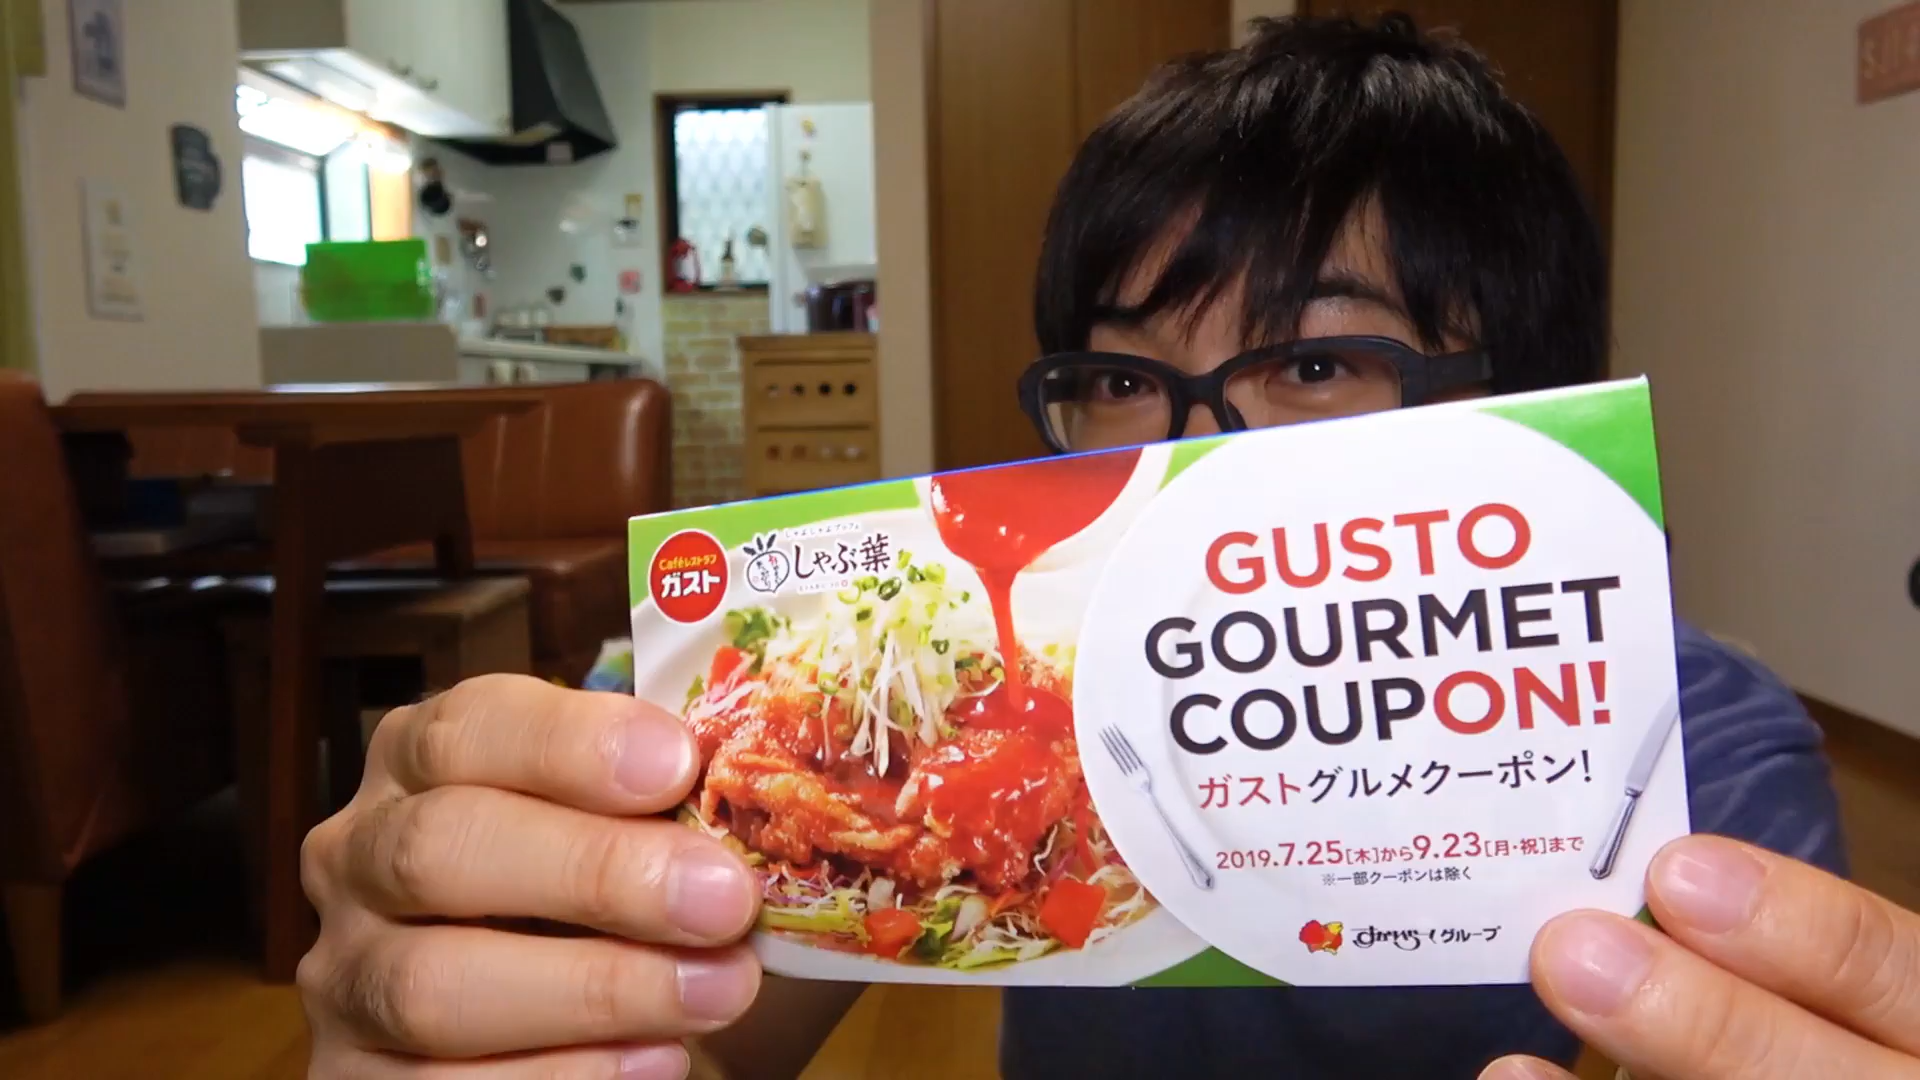 Caféレストラン
ガスト
しゃぶ葉
GUSTO
GOURMET
COUPON!
ガストグルメクーポン!
2019.7.25[木]から9.23[月・祝]まで
※一部クーポンは除く
すかいらーくグループ